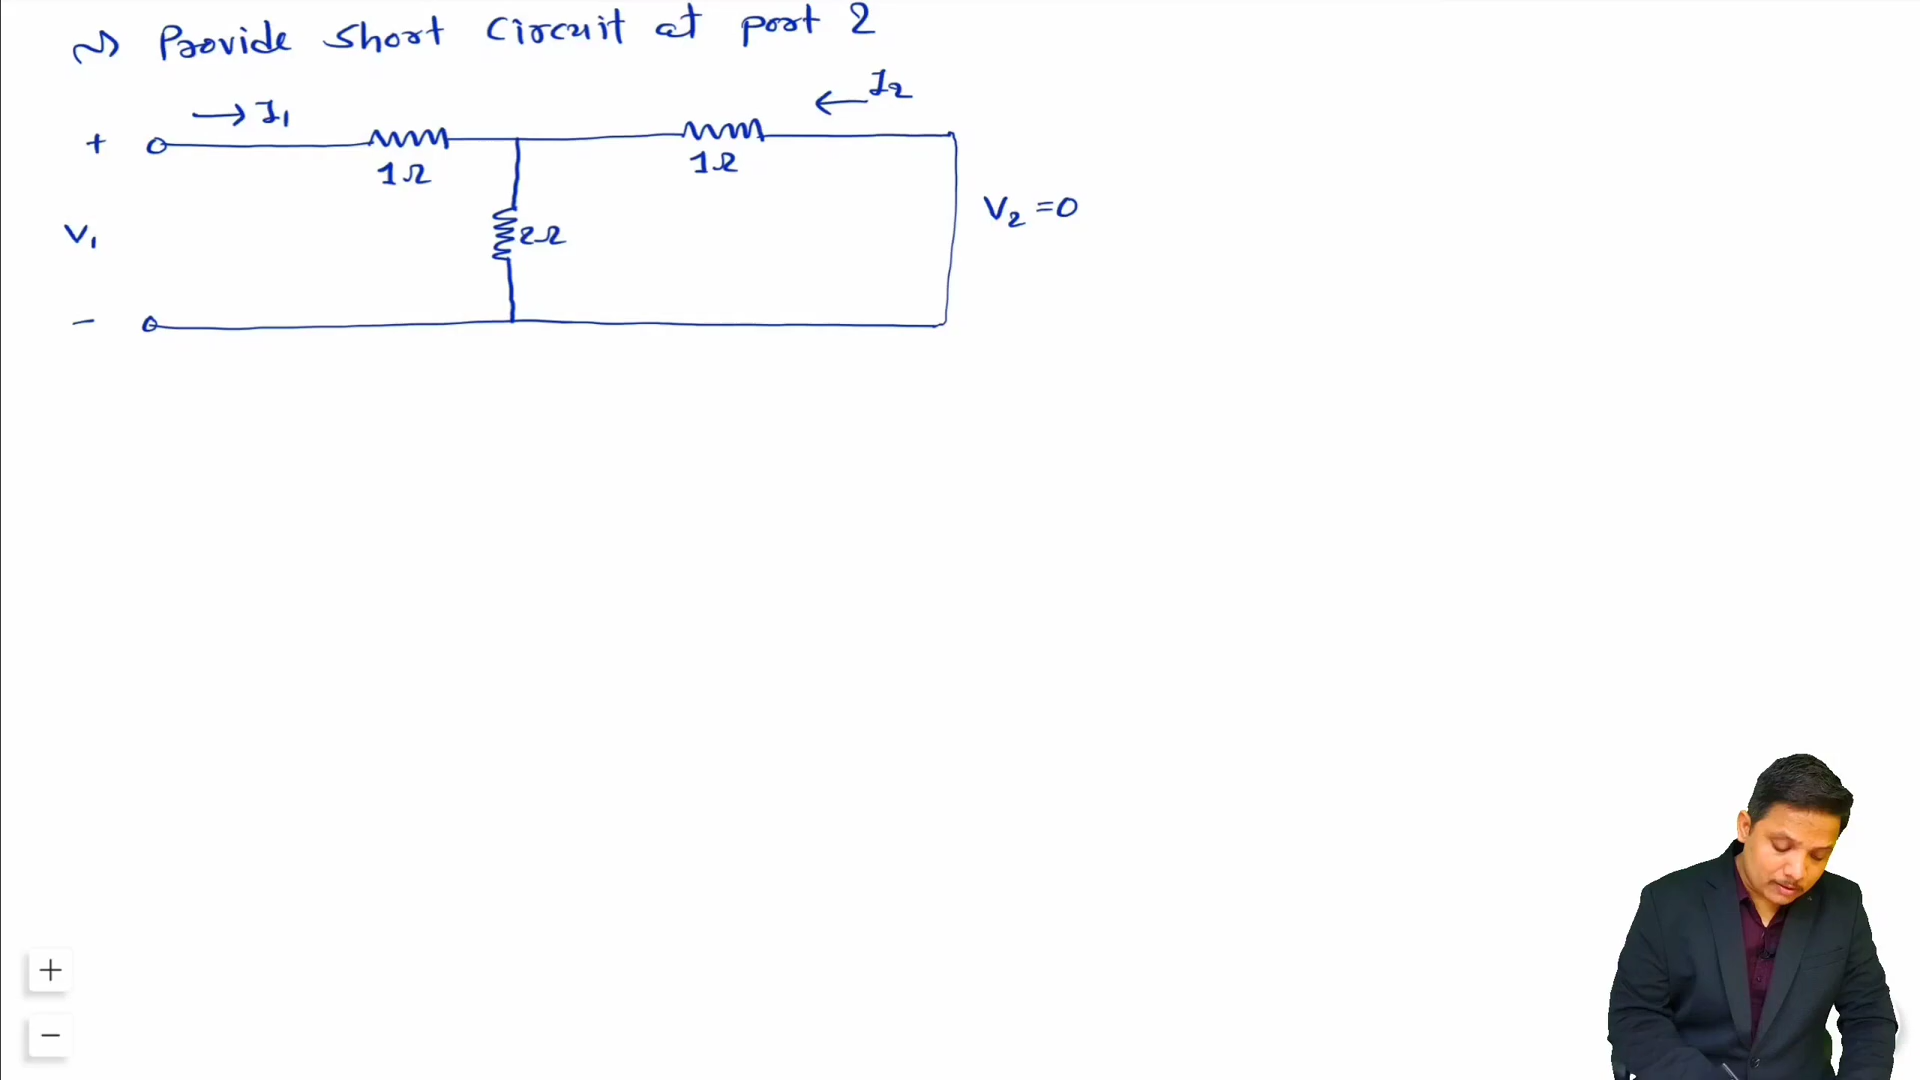 ~> Provide Short Circuit at port 2
→ I₁
← I₂
+
1Ω
1Ω
V₁
2Ω
V₂ = 0
-
+
−